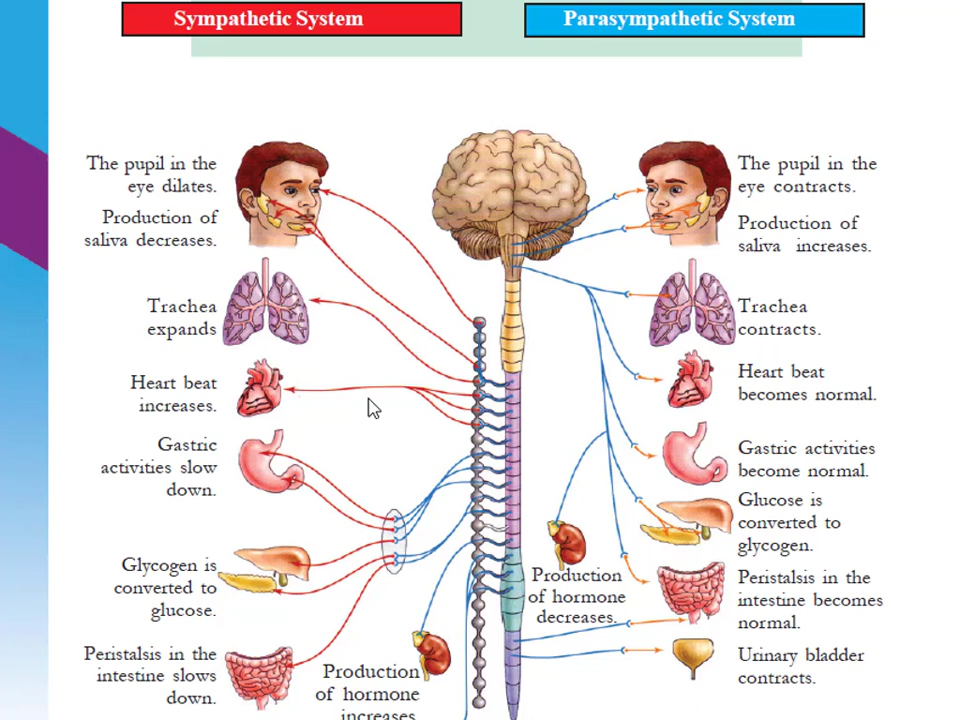 Sympathetic System
Parasympathetic System
The pupil in the
eye dilates.
Production of
saliva decreases.
Trachea
expands
Heart beat
increases.
Gastric
activities slow
down.
Glycogen is
converted to
glucose.
Peristalsis in the
intestine slows
down.
Production
of hormone
increases.
Production
of hormone
decreases.
The pupil in the
eye contracts.
Production of
saliva increases.
Trachea
contracts.
Heart beat
becomes normal.
Gastric activities
become normal.
Glucose is
converted to
glycogen.
Peristalsis in the
intestine becomes
normal.
Urinary bladder
contracts.